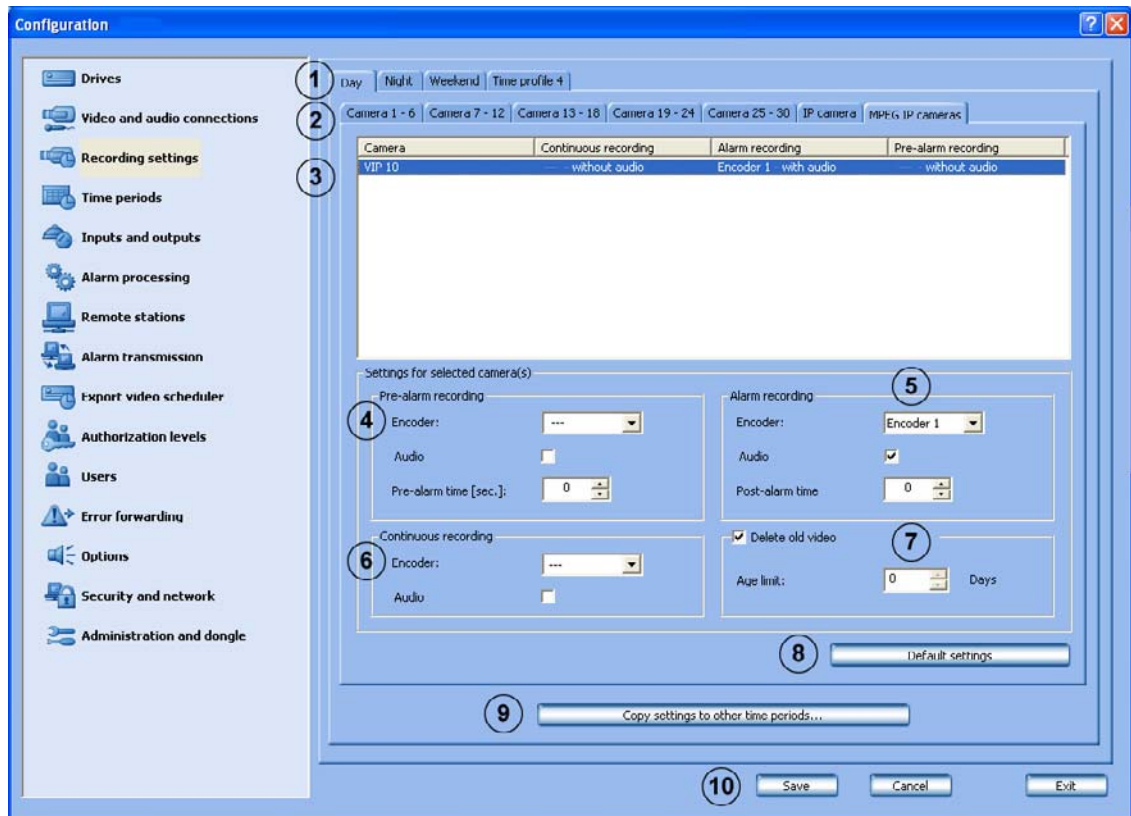 Configuration
Drives
Video and audio connections
Recording settings
Time periods
Inputs and outputs
Alarm processing
Remote stations
Alarm transmission
Export video scheduler
Authorization levels
Users
Error forwarding
Options
Security and network
Administration and dongle
1 Day Night Weekend Time profile 4
2 Camera 1 - 6 Camera 7 - 12 Camera 13 - 18 Camera 19 - 24 Camera 25 - 30 IP camera MPEG IP cameras
Camera Continuous recording Alarm recording Pre-alarm recording
3 VIP 10 --- - without audio Encoder 1 - with audio --- - without audio
Settings for selected camera(s)
Pre-alarm recording
4 Encoder: ---
Audio
Pre-alarm time [sec.]: 0
5
Alarm recording
Encoder: Encoder 1
Audio
Post-alarm time 0
Continuous recording
6 Encoder: ---
Audio
Delete old video 7
Age limit: 0 Days
8 Default settings
9 Copy settings to other time periods...
10 Save Cancel Exit